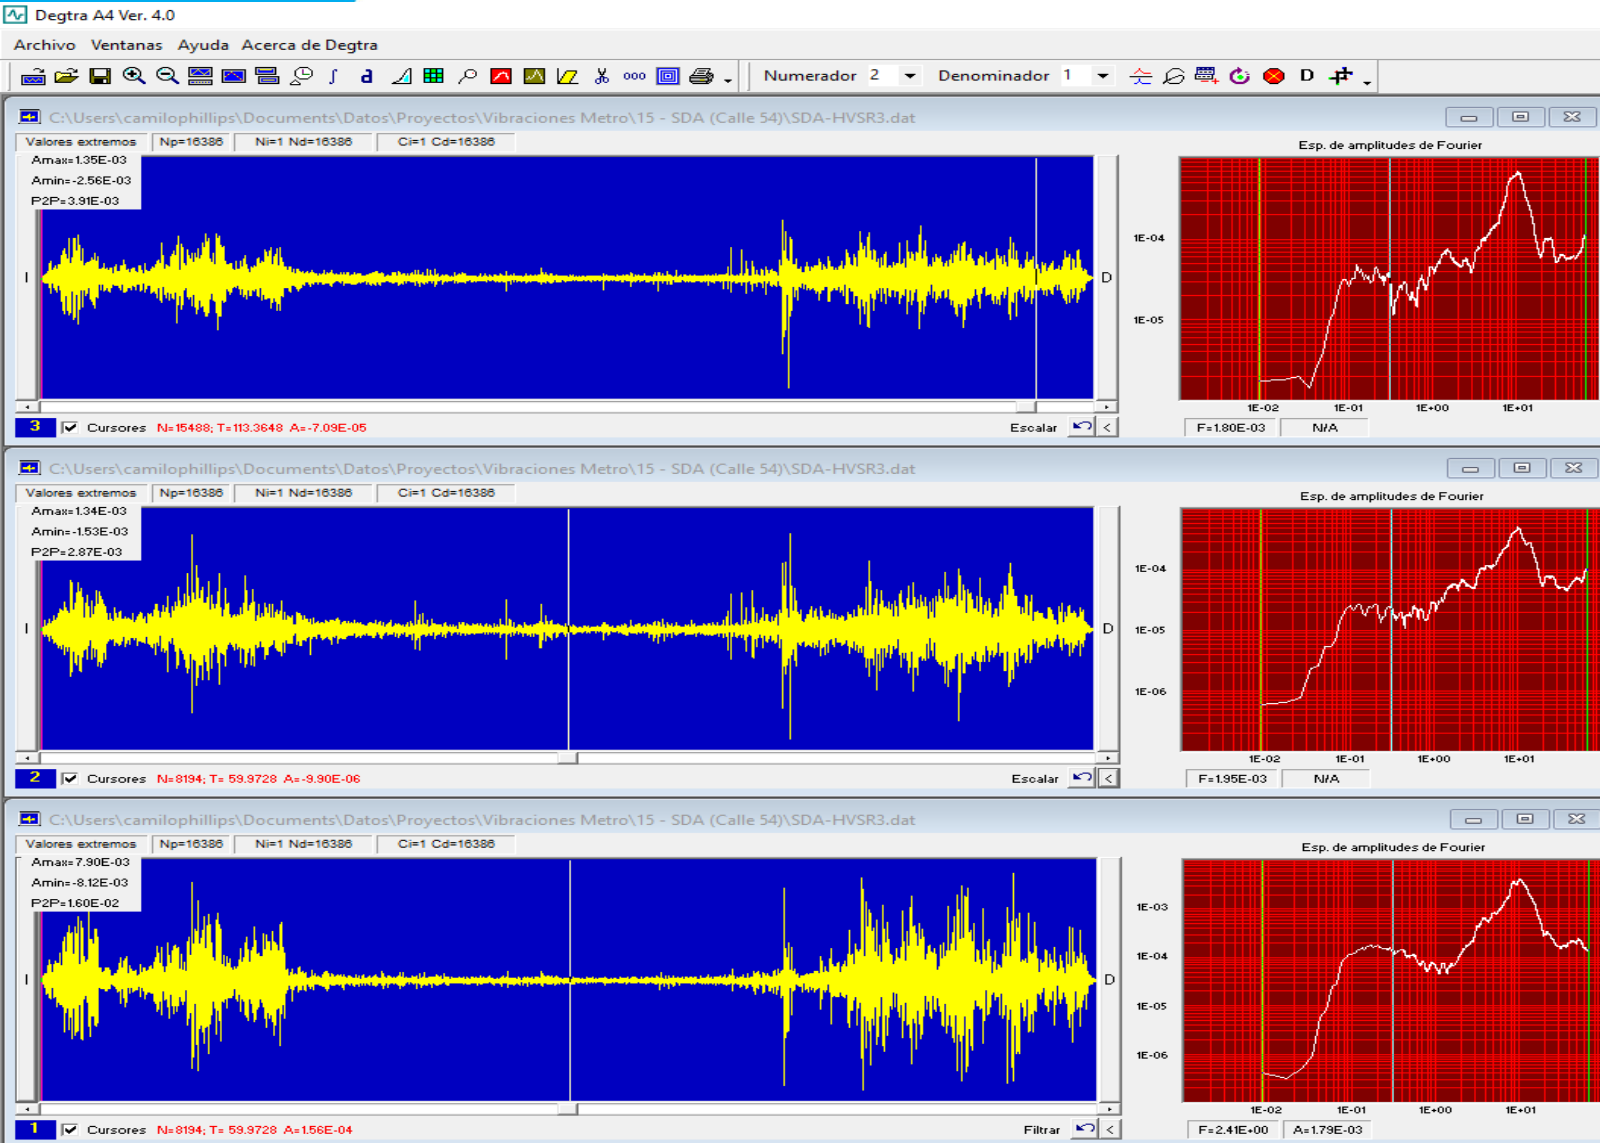 Degtra A4 Ver. 4.0
Archivo Ventanas Ayuda Acerca de Degtra
a ooo Numerador 2 Denominador 1 D
C:\Users\camilophillips\Documents\Datos\Proyectos\Vibraciones Metro\15 - SDA (Calle 54)\SDA-HVSR3.dat
Valores extremos Np=16386 Ni=1 Nd=16386 Ci=1 Cd=16386
Esp. de amplitudes de Fourier
Amax=1.35E-03
Amin=-2.56E-03
P2P=3.91E-03
1E-04
I D
1E-05
1E-02 1E-01 1E+00 1E+01
3 Cursores N=15488; T=113.3648 A=-7.09E-05 Escalar < F=1.80E-03 N/A
C:\Users\camilophillips\Documents\Datos\Proyectos\Vibraciones Metro\15 - SDA (Calle 54)\SDA-HVSR3.dat
Valores extremos Np=16386 Ni=1 Nd=16386 Ci=1 Cd=16386
Esp. de amplitudes de Fourier
Amax=1.34E-03
Amin=-1.53E-03
P2P=2.87E-03
1E-04
I D 1E-05
1E-06
1E-02 1E-01 1E+00 1E+01
2 Cursores N=8194; T= 59.9728 A=-9.90E-06 Escalar < F=1.95E-03 N/A
C:\Users\camilophillips\Documents\Datos\Proyectos\Vibraciones Metro\15 - SDA (Calle 54)\SDA-HVSR3.dat
Valores extremos Np=16386 Ni=1 Nd=16386 Ci=1 Cd=16386
Esp. de amplitudes de Fourier
Amax=7.90E-03
Amin=-8.12E-03
P2P=1.60E-02
1E-03
1E-04
I D
1E-05
1E-06
1E-02 1E-01 1E+00 1E+01
1 Cursores N=8194; T= 59.9728 A=1.56E-04 Filtrar < F=2.41E+00 A=1.79E-03